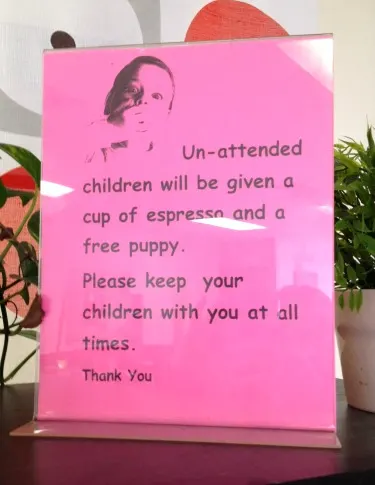 Un-attended
children will be given a
cup of espresso and a
free puppy.
Please keep your
children with you at all
times.
Thank You